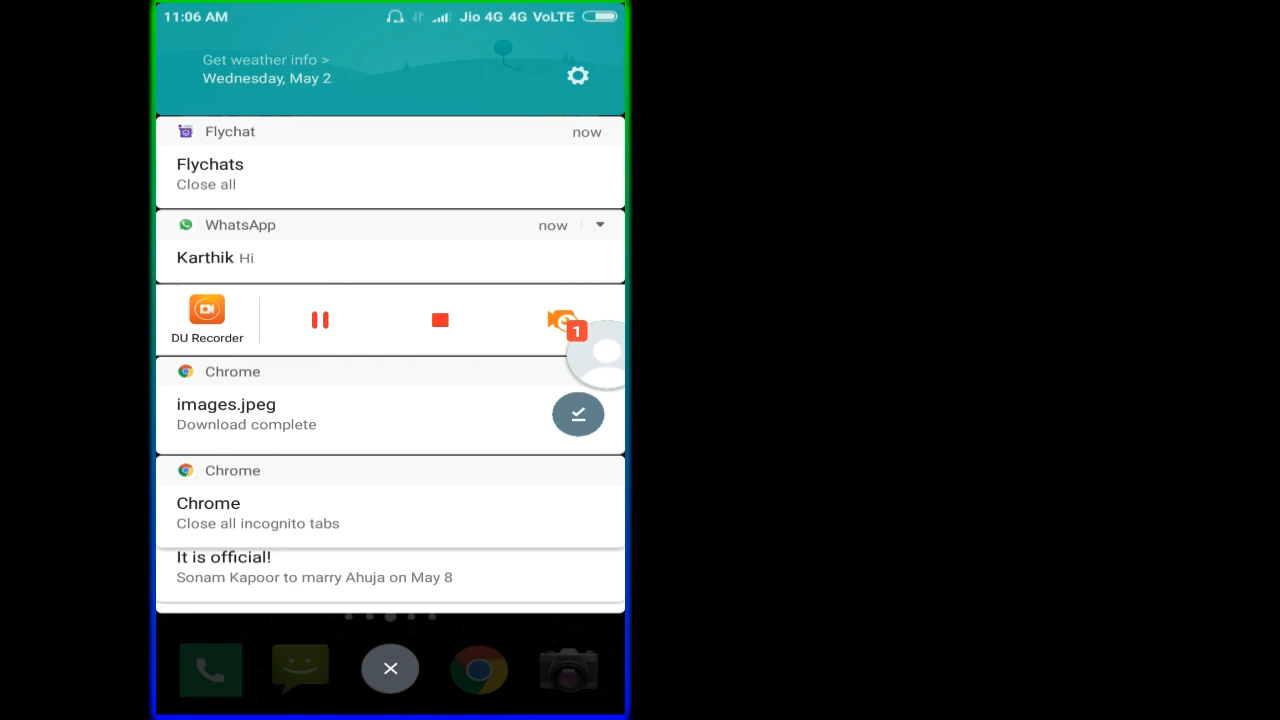 11:06 AM
Jio 4G 4G VoLTE
Get weather info >
Wednesday, May 2
Flychat
now
Flychats
Close all
WhatsApp
now
Karthik Hi
DU Recorder
1
Chrome
images.jpeg
Download complete
Chrome
Chrome
Close all incognito tabs
It is official!
Sonam Kapoor to marry Ahuja on May 8